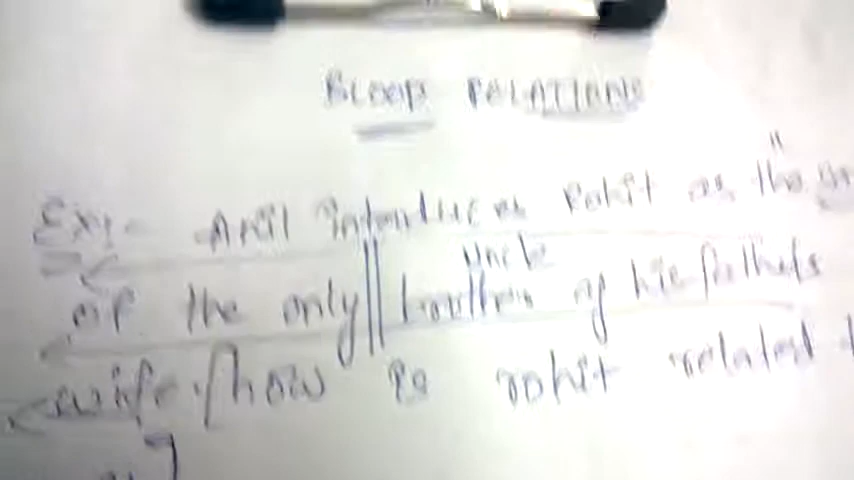 BLOOD RELATIONS
Ex:- Anil introduces Rohit as the
Uncle
of the only brother of his father's
wife. how is rohit related